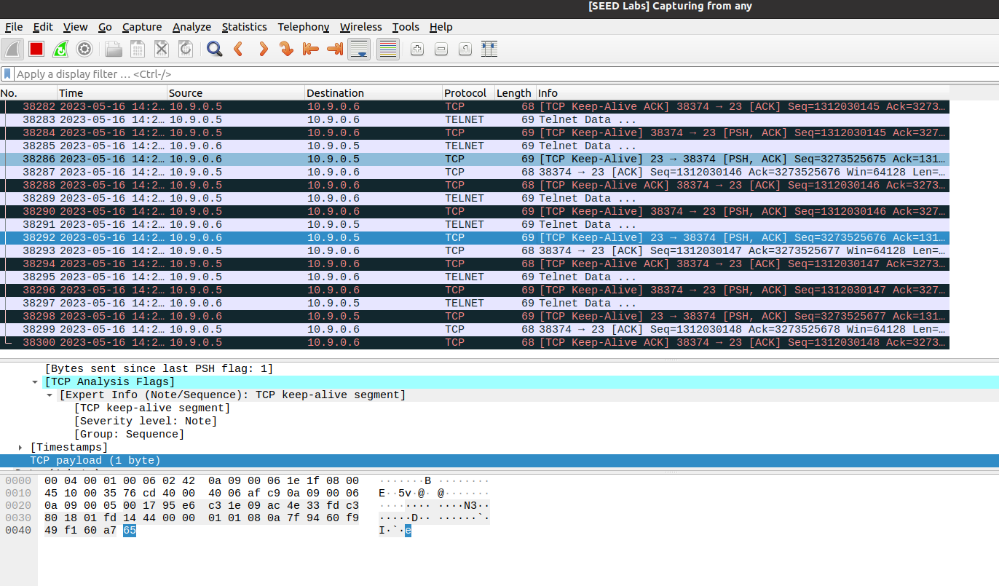 [SEED Labs] Capturing from any
File Edit View Go Capture Analyze Statistics Telephony Wireless Tools Help
Apply a display filter … <Ctrl-/>
No. Time Source Destination Protocol Length Info
38282 2023-05-16 14:2… 10.9.0.5 10.9.0.6 TCP 68 [TCP Keep-Alive ACK] 38374 → 23 [ACK] Seq=1312030145 Ack=3273…
38283 2023-05-16 14:2… 10.9.0.5 10.9.0.6 TELNET 69 Telnet Data ...
38284 2023-05-16 14:2… 10.9.0.5 10.9.0.6 TCP 69 [TCP Keep-Alive] 38374 → 23 [PSH, ACK] Seq=1312030145 Ack=327…
38285 2023-05-16 14:2… 10.9.0.6 10.9.0.5 TELNET 69 Telnet Data ...
38286 2023-05-16 14:2… 10.9.0.6 10.9.0.5 TCP 69 [TCP Keep-Alive] 23 → 38374 [PSH, ACK] Seq=3273525675 Ack=131…
38287 2023-05-16 14:2… 10.9.0.5 10.9.0.6 TCP 68 38374 → 23 [ACK] Seq=1312030146 Ack=3273525676 Win=64128 Len=…
38288 2023-05-16 14:2… 10.9.0.5 10.9.0.6 TCP 68 [TCP Keep-Alive ACK] 38374 → 23 [ACK] Seq=1312030146 Ack=3273…
38289 2023-05-16 14:2… 10.9.0.5 10.9.0.6 TELNET 69 Telnet Data ...
38290 2023-05-16 14:2… 10.9.0.5 10.9.0.6 TCP 69 [TCP Keep-Alive] 38374 → 23 [PSH, ACK] Seq=1312030146 Ack=327…
38291 2023-05-16 14:2… 10.9.0.6 10.9.0.5 TELNET 69 Telnet Data ...
38292 2023-05-16 14:2… 10.9.0.6 10.9.0.5 TCP 69 [TCP Keep-Alive] 23 → 38374 [PSH, ACK] Seq=3273525676 Ack=131…
38293 2023-05-16 14:2… 10.9.0.5 10.9.0.6 TCP 68 38374 → 23 [ACK] Seq=1312030147 Ack=3273525677 Win=64128 Len=…
38294 2023-05-16 14:2… 10.9.0.5 10.9.0.6 TCP 68 [TCP Keep-Alive ACK] 38374 → 23 [ACK] Seq=1312030147 Ack=3273…
38295 2023-05-16 14:2… 10.9.0.5 10.9.0.6 TELNET 69 Telnet Data ...
38296 2023-05-16 14:2… 10.9.0.5 10.9.0.6 TCP 69 [TCP Keep-Alive] 38374 → 23 [PSH, ACK] Seq=1312030147 Ack=327…
38297 2023-05-16 14:2… 10.9.0.6 10.9.0.5 TELNET 69 Telnet Data ...
38298 2023-05-16 14:2… 10.9.0.6 10.9.0.5 TCP 69 [TCP Keep-Alive] 23 → 38374 [PSH, ACK] Seq=3273525677 Ack=131…
38299 2023-05-16 14:2… 10.9.0.5 10.9.0.6 TCP 68 38374 → 23 [ACK] Seq=1312030148 Ack=3273525678 Win=64128 Len=…
38300 2023-05-16 14:2… 10.9.0.5 10.9.0.6 TCP 68 [TCP Keep-Alive ACK] 38374 → 23 [ACK] Seq=1312030148 Ack=3273…
[Bytes sent since last PSH flag: 1]
[TCP Analysis Flags]
[Expert Info (Note/Sequence): TCP keep-alive segment]
[TCP keep-alive segment]
[Severity level: Note]
[Group: Sequence]
[Timestamps]
TCP payload (1 byte)
0000 00 04 00 01 00 06 02 42 0a 09 00 06 1e 1f 08 00 ·······B ········
0010 45 10 00 35 76 cd 40 00 40 06 af c9 0a 09 00 06 E··5v·@· @·······
0020 0a 09 00 05 00 17 95 e6 c3 1e 09 ac 4e 33 fd c3 ········ ····N3··
0030 80 18 01 fd 14 44 00 00 01 01 08 0a 7f 94 60 f9 ·····D·· ······`·
0040 49 f1 60 a7 65 I·`·e